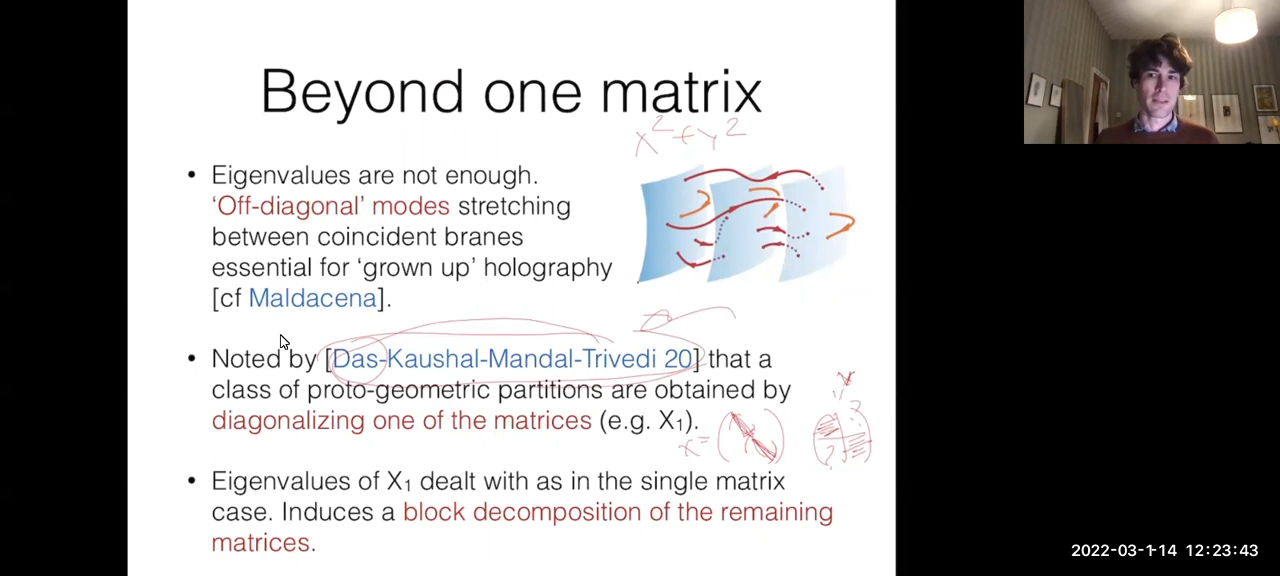 Beyond one matrix
x² + y²
• Eigenvalues are not enough.
'Off-diagonal' modes stretching
between coincident branes
essential for 'grown up' holography
[cf Maldacena].
• Noted by [Das-Kaushal-Mandal-Trivedi 20] that a
class of proto-geometric partitions are obtained by
diagonalizing one of the matrices (e.g. X₁).
x =
? ?
• Eigenvalues of X₁ dealt with as in the single matrix
case. Induces a block decomposition of the remaining
matrices.
2022-03-14 12:23:43